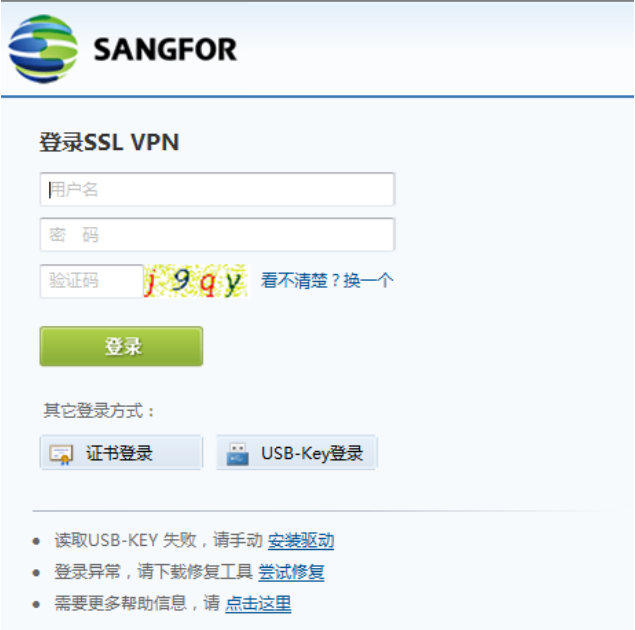 SANGFOR
登录SSL VPN
用户名
密 码
验证码 j9qy 看不清楚？换一个
登录
其它登录方式：
证书登录 USB-Key登录
读取USB-KEY 失败，请手动 安装驱动
登录异常，请下载修复工具 尝试修复
需要更多帮助信息，请 点击这里